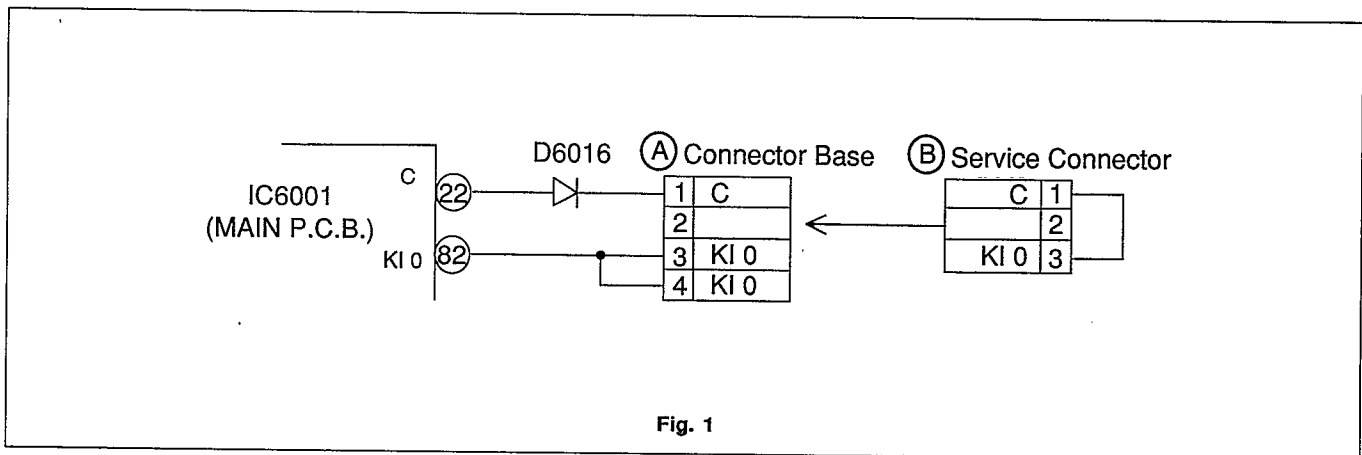 D6016
Ⓐ Connector Base
Ⓑ Service Connector
IC6001
(MAIN P.C.B.)
C
22
KI 0
82
1 C
2
3 KI 0
4 KI 0
C 1
2
KI 0 3
Fig. 1